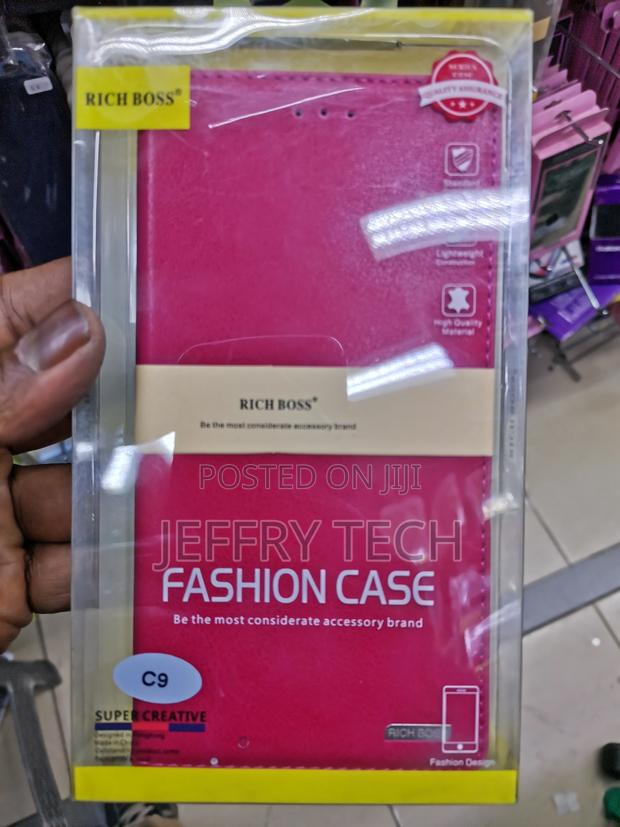 RICH BOSS®
QUALITY ASSURANCE
Standard
Lightweight
Construction
High Quality
Material
RICH BOSS®
Be the most considerate accessory brand
POSTED ON JIJI
JEFFRY TECH
FASHION CASE
Be the most considerate accessory brand
C9
SUPER CREATIVE
Made in China
RICH BOSS
Fashion Design